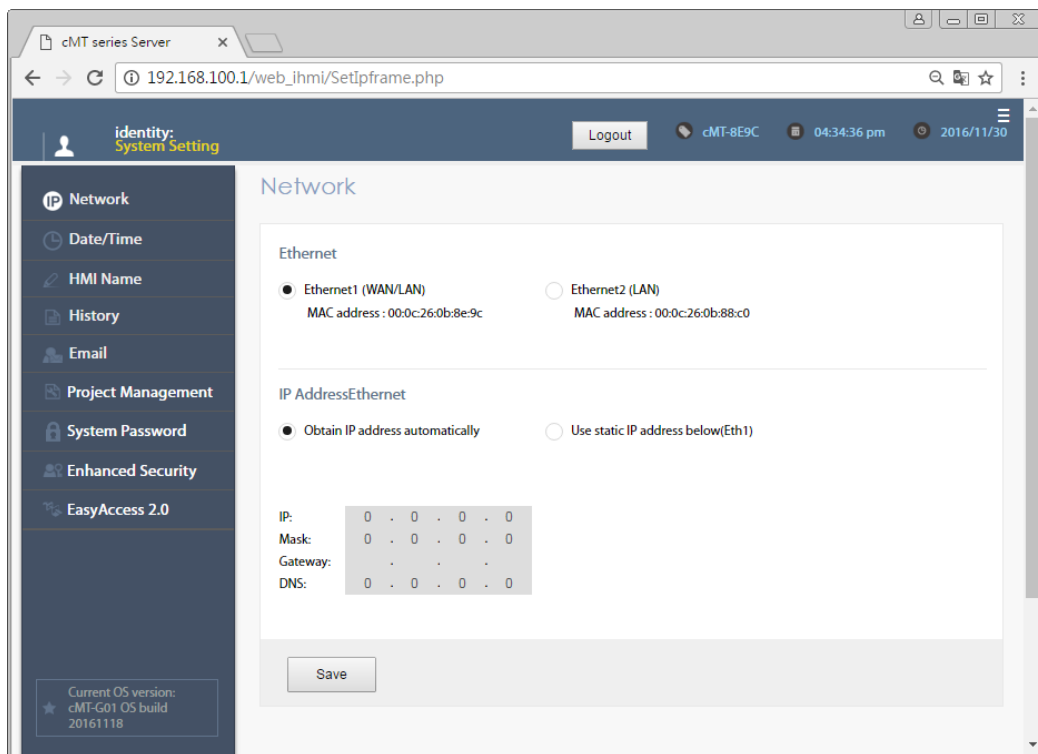 cMT series Server
192.168.100.1/web_ihmi/SetIpframe.php
identity:
System Setting
Logout
cMT-8E9C
04:34:36 pm
2016/11/30
IP Network
Date/Time
HMI Name
History
Email
Project Management
System Password
Enhanced Security
EasyAccess 2.0
Current OS version:
cMT-G01 OS build
20161118
Network
Ethernet
Ethernet1 (WAN/LAN)
MAC address : 00:0c:26:0b:8e:9c
Ethernet2 (LAN)
MAC address : 00:0c:26:0b:88:c0
IP AddressEthernet
Obtain IP address automatically
Use static IP address below(Eth1)
IP: 0 . 0 . 0 . 0
Mask: 0 . 0 . 0 . 0
Gateway: . . .
DNS: 0 . 0 . 0 . 0
Save